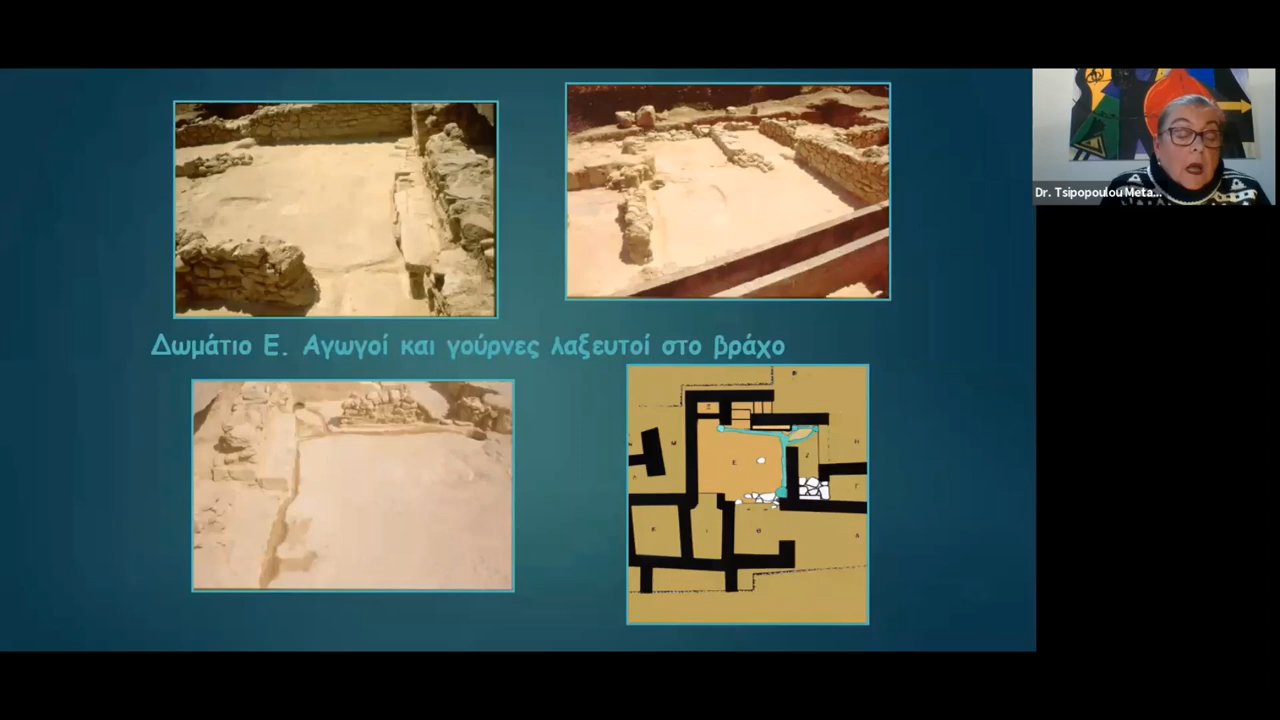 Dr. Tsipopoulou Meta...
Δωμάτιο Ε. Αγωγοί και γούρνες λαξευτοί στο βράχο
Ξ
Μ
Ε
Ζ
Η
Γ
Κ
Ι
Θ